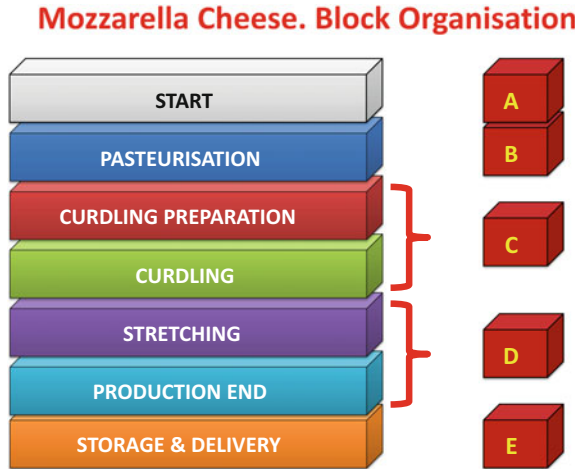 Mozzarella Cheese. Block Organisation
START
A
PASTEURISATION
B
CURDLING PREPARATION
C
CURDLING
STRETCHING
D
PRODUCTION END
STORAGE & DELIVERY
E